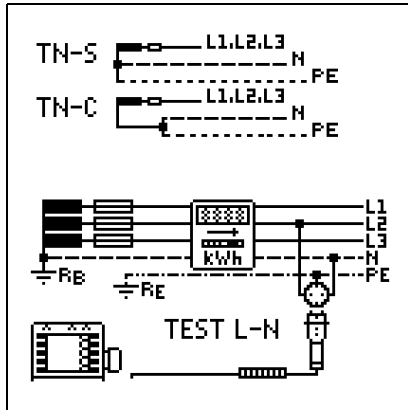 TN-S
L1,L2,L3
N
PE
TN-C
L1,L2,L3
N
PE
8888
L1
L2
L3
kWh
N
PE
RB
RE
TEST L-N